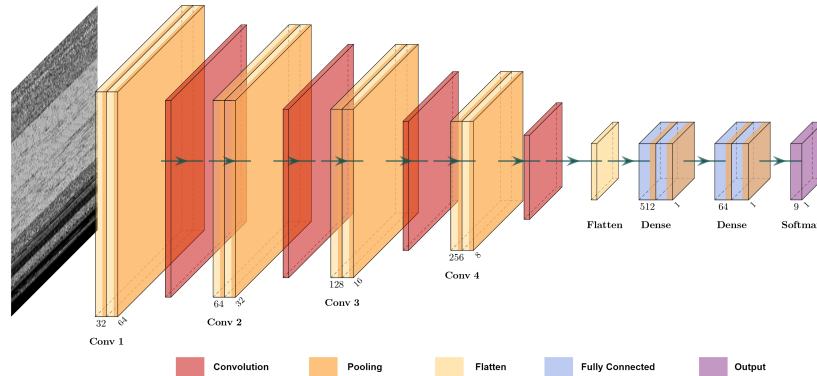 32 64
Conv 1
64 32
Conv 2
128 16
Conv 3
256 8
Conv 4
Flatten
512 1
Dense
64 1
Dense
9 1
Softma
Convolution Pooling Flatten Fully Connected Output